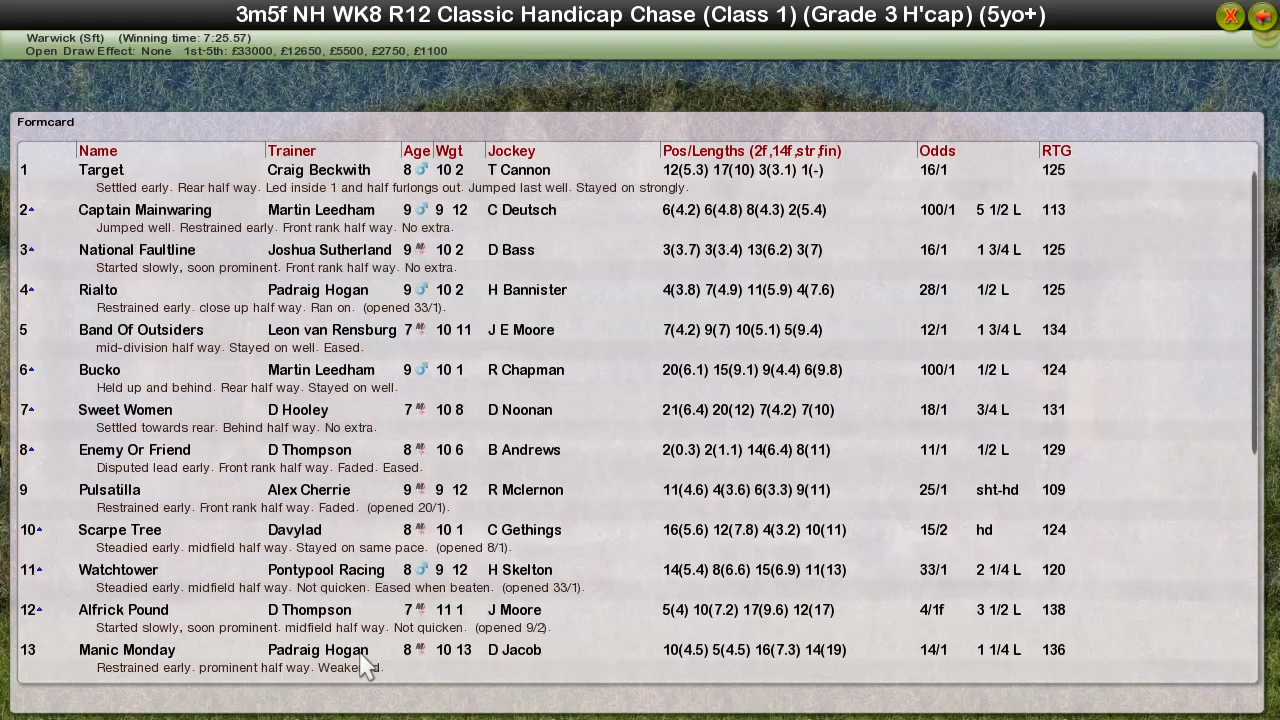 3m5f NH WK8 R12 Classic Handicap Chase (Class 1) (Grade 3 H'cap) (5yo+)
X
Warwick (Sft) (Winning time: 7:25.57)
Open Draw Effect: None 1st-5th: £33000, £12650, £5500, £2750, £1100
Formcard
Name Trainer Age Wgt Jockey Pos/Lengths (2f,14f,str,fin) Odds RTG
1 Target Craig Beckwith 8 10 2 T Cannon 12(5.3) 17(10) 3(3.1) 1(-) 16/1 125
Settled early. Rear half way. Led inside 1 and half furlongs out. Jumped last well. Stayed on strongly.
2 Captain Mainwaring Martin Leedham 9 9 12 C Deutsch 6(4.2) 6(4.8) 8(4.3) 2(5.4) 100/1 5 1/2 L 113
Jumped well. Restrained early. Front rank half way. No extra.
3 National Faultline Joshua Sutherland 9 10 2 D Bass 3(3.7) 3(3.4) 13(6.2) 3(7) 16/1 1 3/4 L 125
Started slowly, soon prominent. Front rank half way. No extra.
4 Rialto Padraig Hogan 9 10 2 H Bannister 4(3.8) 7(4.9) 11(5.9) 4(7.6) 28/1 1/2 L 125
Restrained early. close up half way. Ran on. (opened 33/1).
5 Band Of Outsiders Leon van Rensburg 7 10 11 J E Moore 7(4.2) 9(7) 10(5.1) 5(9.4) 12/1 1 3/4 L 134
mid-division half way. Stayed on well. Eased.
6 Bucko Martin Leedham 9 10 1 R Chapman 20(6.1) 15(9.1) 9(4.4) 6(9.8) 100/1 1/2 L 124
Held up and behind. Rear half way. Stayed on well.
7 Sweet Women D Hooley 7 10 8 D Noonan 21(6.4) 20(12) 7(4.2) 7(10) 18/1 3/4 L 131
Settled towards rear. Behind half way. No extra.
8 Enemy Or Friend D Thompson 8 10 6 B Andrews 2(0.3) 2(1.1) 14(6.4) 8(11) 11/1 1/2 L 129
Disputed lead early. Front rank half way. Faded. Eased.
9 Pulsatilla Alex Cherrie 9 9 12 R Mclernon 11(4.6) 4(3.6) 6(3.3) 9(11) 25/1 sht-hd 109
Restrained early. Front rank half way. Faded. (opened 20/1).
10 Scarpe Tree Davylad 8 10 1 C Gethings 16(5.6) 12(7.8) 4(3.2) 10(11) 15/2 hd 124
Steadied early. midfield half way. Stayed on same pace. (opened 8/1).
11 Watchtower Pontypool Racing 8 9 12 H Skelton 14(5.4) 8(6.6) 15(6.9) 11(13) 33/1 2 1/4 L 120
Steadied early. midfield half way. Not quicken. Eased when beaten. (opened 33/1).
12 Alfrick Pound D Thompson 7 11 1 J Moore 5(4) 10(7.2) 17(9.6) 12(17) 4/1f 3 1/2 L 138
Started slowly, soon prominent. midfield half way. Not quicken. (opened 9/2).
13 Manic Monday Padraig Hogan 8 10 13 D Jacob 10(4.5) 5(4.5) 16(7.3) 14(19) 14/1 1 1/4 L 136
Restrained early. prominent half way. Weakened.